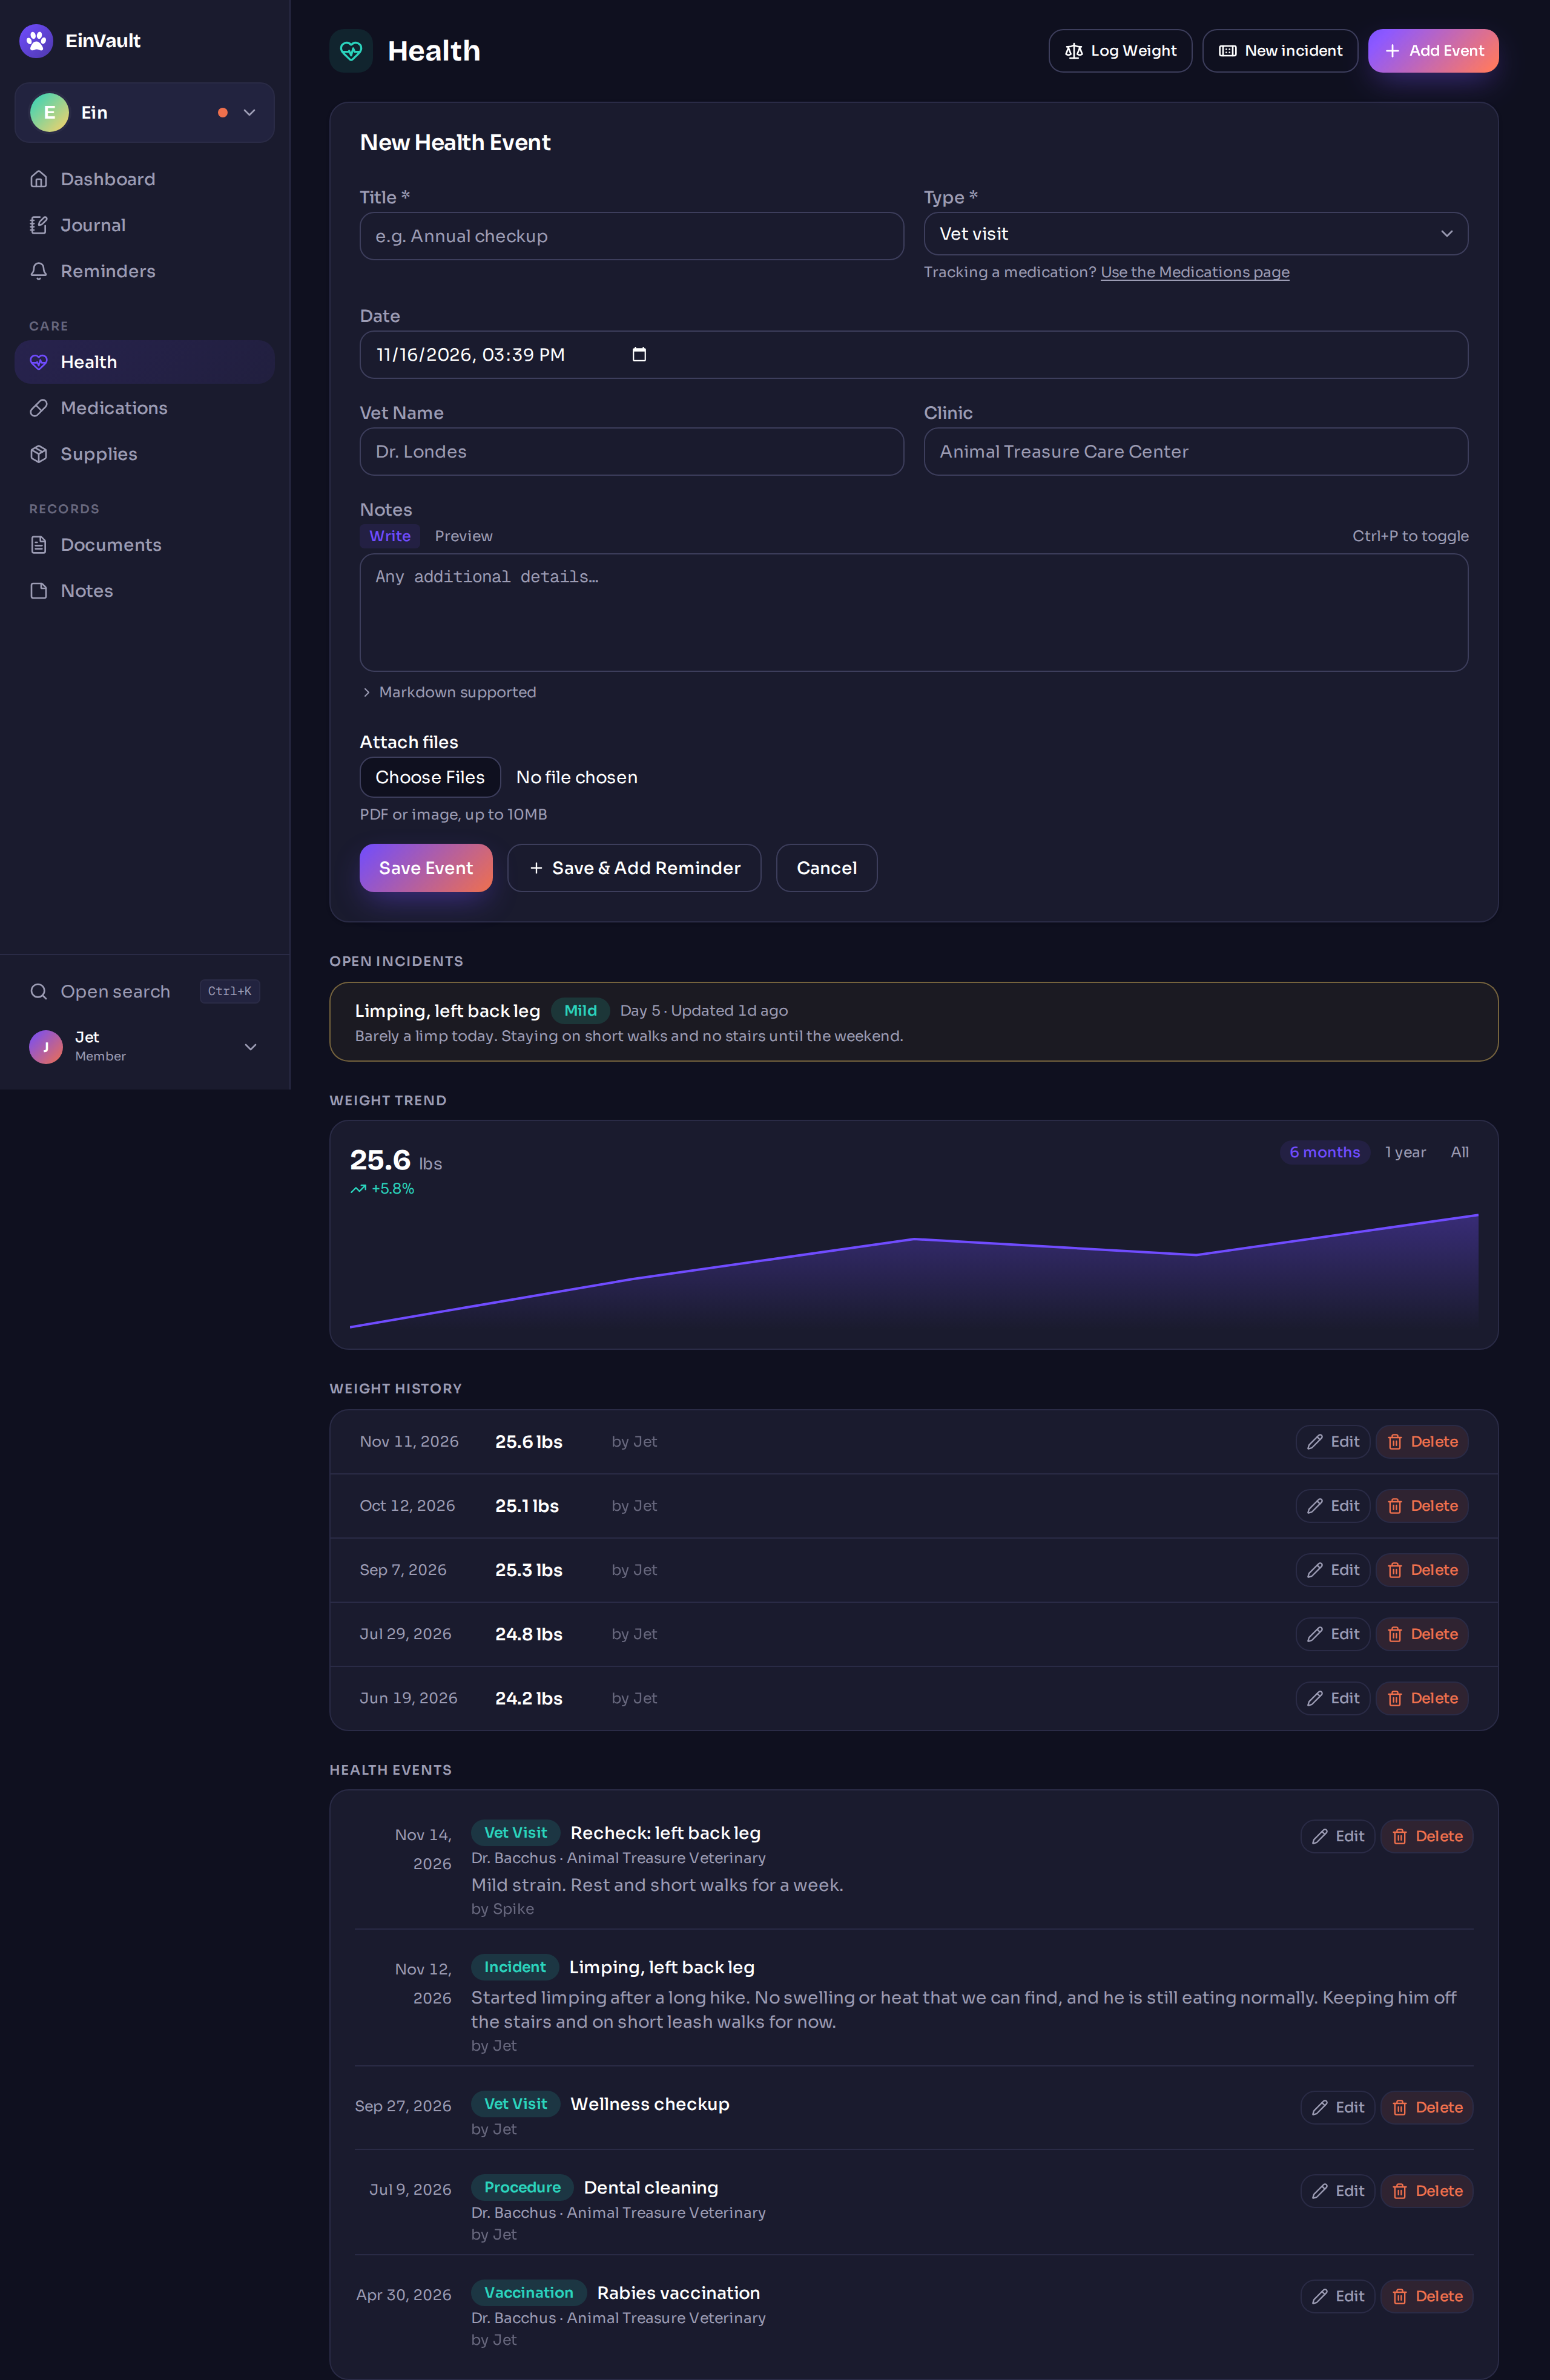 EinVault
E Ein
Dashboard
Journal
Reminders
CARE
Health
Medications
Supplies
RECORDS
Documents
Notes
Open search Ctrl+K
J Jet
Member
Health
Log Weight New incident Add Event
New Health Event
Title * Type *
e.g. Annual checkup Vet visit
Tracking a medication? Use the Medications page
Date
11/16/2026, 03:39 PM
Vet Name Clinic
Dr. Londes Animal Treasure Care Center
Notes
Write Preview Ctrl+P to toggle
Any additional details…
Markdown supported
Attach files
Choose Files No file chosen
PDF or image, up to 10MB
Save Event + Save & Add Reminder Cancel
OPEN INCIDENTS
Limping, left back leg Mild Day 5 · Updated 1d ago
Barely a limp today. Staying on short walks and no stairs until the weekend.
WEIGHT TREND
25.6 lbs 6 months 1 year All
+5.8%
WEIGHT HISTORY
Nov 11, 2026 25.6 lbs by Jet Edit Delete
Oct 12, 2026 25.1 lbs by Jet Edit Delete
Sep 7, 2026 25.3 lbs by Jet Edit Delete
Jul 29, 2026 24.8 lbs by Jet Edit Delete
Jun 19, 2026 24.2 lbs by Jet Edit Delete
HEALTH EVENTS
Nov 14, 2026 Vet Visit Recheck: left back leg Edit Delete
Dr. Bacchus · Animal Treasure Veterinary
Mild strain. Rest and short walks for a week.
by Spike
Nov 12, 2026 Incident Limping, left back leg
Started limping after a long hike. No swelling or heat that we can find, and he is still eating normally. Keeping him off
the stairs and on short leash walks for now.
by Jet
Sep 27, 2026 Vet Visit Wellness checkup Edit Delete
by Jet
Jul 9, 2026 Procedure Dental cleaning Edit Delete
Dr. Bacchus · Animal Treasure Veterinary
by Jet
Apr 30, 2026 Vaccination Rabies vaccination Edit Delete
Dr. Bacchus · Animal Treasure Veterinary
by Jet